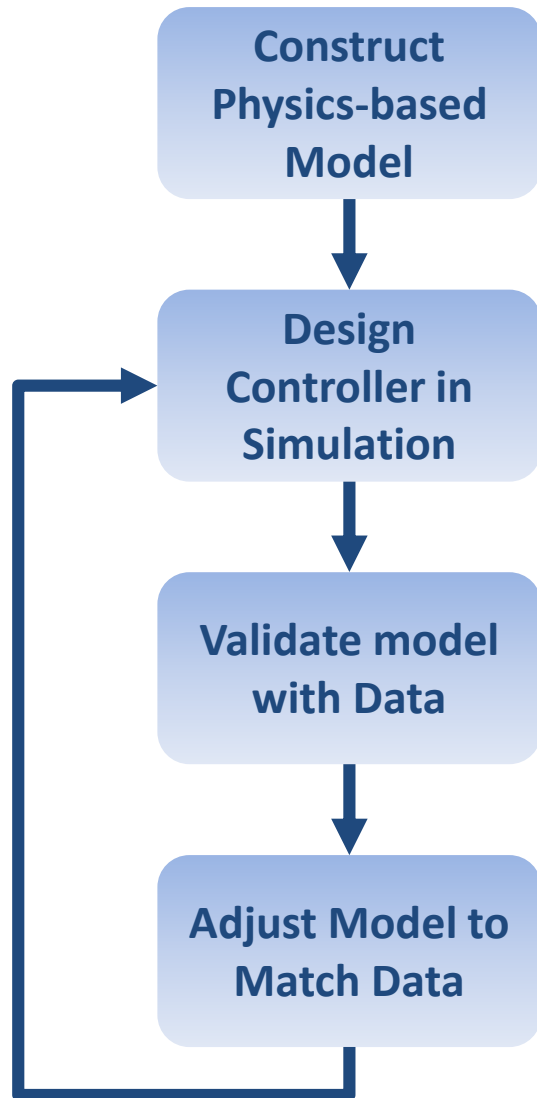 Construct
Physics-based
Model
Design
Controller in
Simulation
Validate model
with Data
Adjust Model to
Match Data